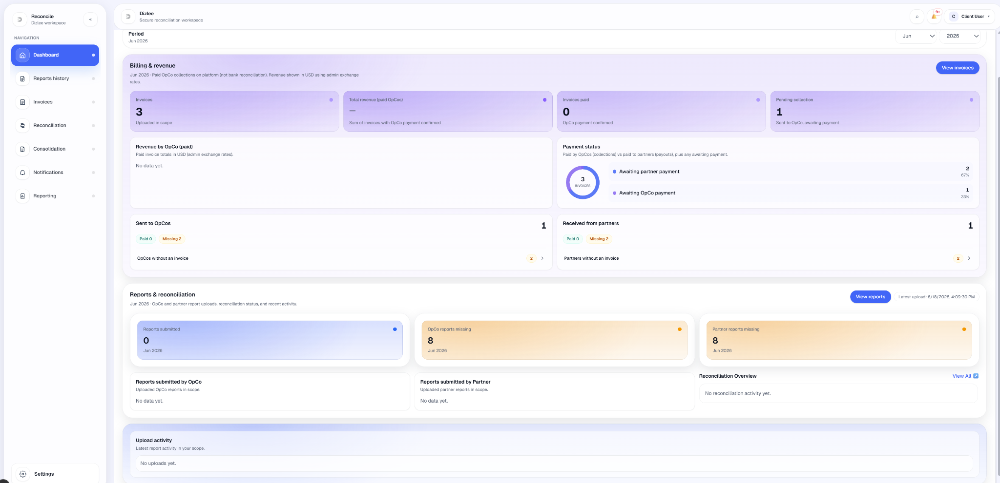 Reconcile
Dizlee workspace
«
NAVIGATION
Dashboard
Reports history
Invoices
Reconciliation
Consolidation
Notifications
Reporting
Settings
Dizlee
Secure reconciliation workspace
9+
C Client User
Period
Jun 2026
Jun
2026
Billing & revenue
Jun 2026 · Paid OpCo collections on platform (not bank reconciliation). Revenue shown in USD using admin exchange
rates.
View invoices
Invoices
3
Uploaded in scope
Total revenue (paid OpCos)
—
Sum of invoices with OpCo payment confirmed
Invoices paid
0
OpCo payment confirmed
Pending collection
1
Sent to OpCo, awaiting payment
Revenue by OpCo (paid)
Paid invoice totals in USD (admin exchange rates).
No data yet.
Payment status
Paid by OpCos (collections) vs paid to partners (payouts), plus any awaiting payment.
3
INVOICES
Awaiting partner payment
2
67%
Awaiting OpCo payment
1
33%
Sent to OpCos
1
Paid 0 Missing 2
OpCos without an invoice
2
Received from partners
1
Paid 0 Missing 2
Partners without an invoice
2
Reports & reconciliation
Jun 2026 · OpCo and partner report uploads, reconciliation status, and recent activity.
View reports
Latest upload: 6/18/2026, 4:09:30 PM
Reports submitted
0
Jun 2026
OpCo reports missing
8
Jun 2026
Partner reports missing
8
Jun 2026
Reports submitted by OpCo
Uploaded OpCo reports in scope.
No data yet.
Reports submitted by Partner
Uploaded partner reports in scope.
No data yet.
Reconciliation Overview
View All ↗
No reconciliation activity yet.
Upload activity
Latest report activity in your scope.
No uploads yet.